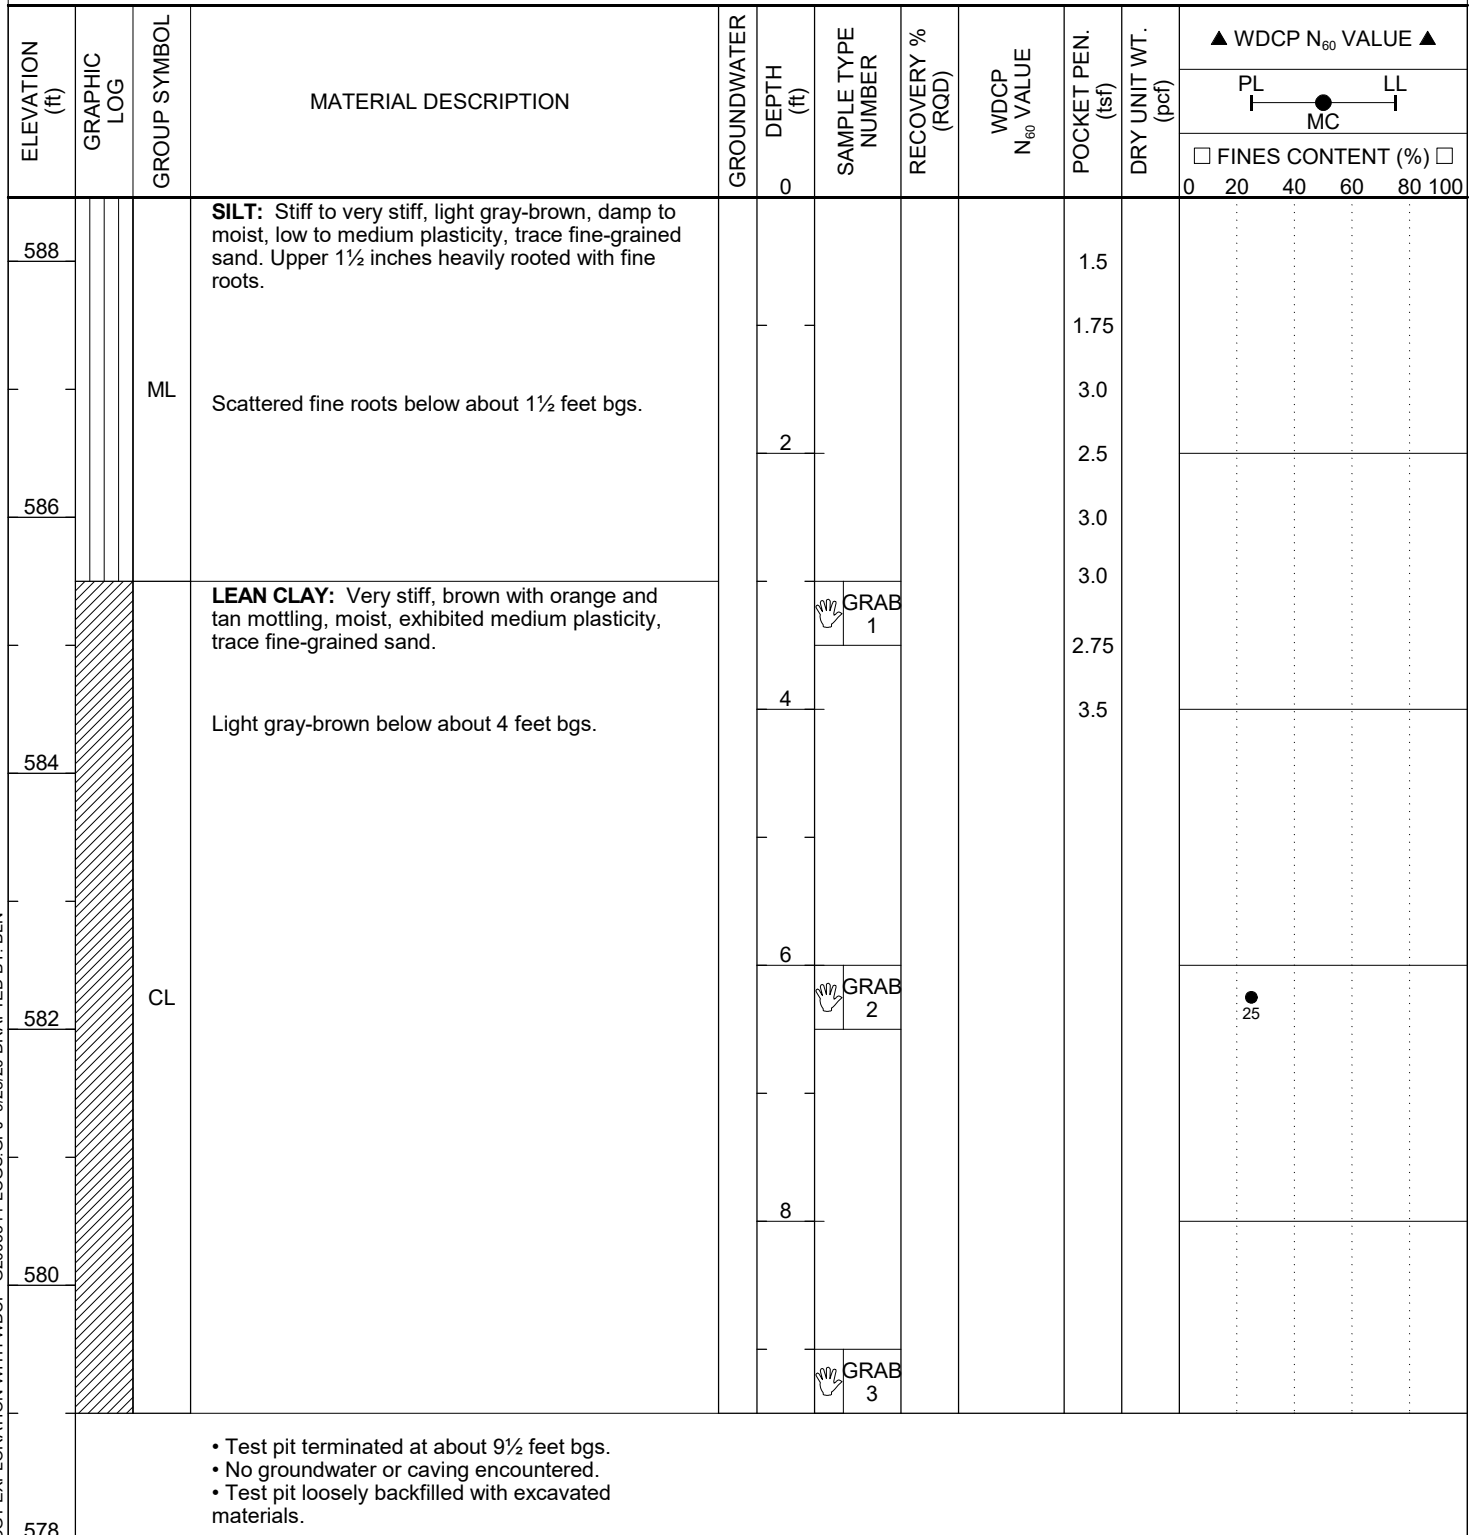 ELEVATION (ft)
GRAPHIC LOG
GROUP SYMBOL
MATERIAL DESCRIPTION
GROUNDWATER
DEPTH (ft)
0
SAMPLE TYPE NUMBER
RECOVERY % (RQD)
WDCP N60 VALUE
POCKET PEN. (tsf)
DRY UNIT WT. (pcf)
▲ WDCP N60 VALUE ▲
PL LL
MC
□ FINES CONTENT (%) □
0 20 40 60 80 100
SILT: Stiff to very stiff, light gray-brown, damp to
moist, low to medium plasticity, trace fine-grained
sand. Upper 1½ inches heavily rooted with fine
roots.
588
1.5
1.75
ML
3.0
Scattered fine roots below about 1½ feet bgs.
2
2.5
586
3.0
3.0
LEAN CLAY: Very stiff, brown with orange and
tan mottling, moist, exhibited medium plasticity,
trace fine-grained sand.
GRAB
1
2.75
4
3.5
Light gray-brown below about 4 feet bgs.
584
6
CL
GRAB
2
25
582
8
580
GRAB
3
• Test pit terminated at about 9½ feet bgs.
• No groundwater or caving encountered.
• Test pit loosely backfilled with excavated
materials.
578